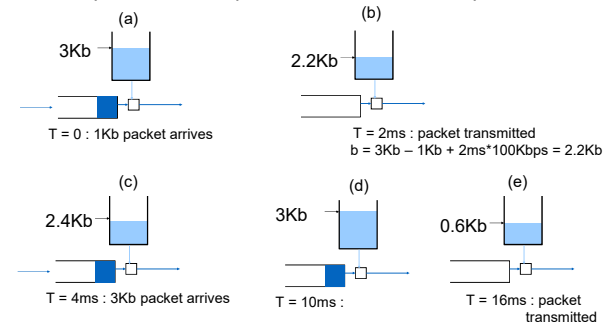 (a)
3Kb
T = 0 : 1Kb packet arrives
(b)
2.2Kb
T = 2ms : packet transmitted
b = 3Kb – 1Kb + 2ms*100Kbps = 2.2Kb
(c)
2.4Kb
T = 4ms : 3Kb packet arrives
(d)
3Kb
T = 10ms :
(e)
0.6Kb
T = 16ms : packet
transmitted